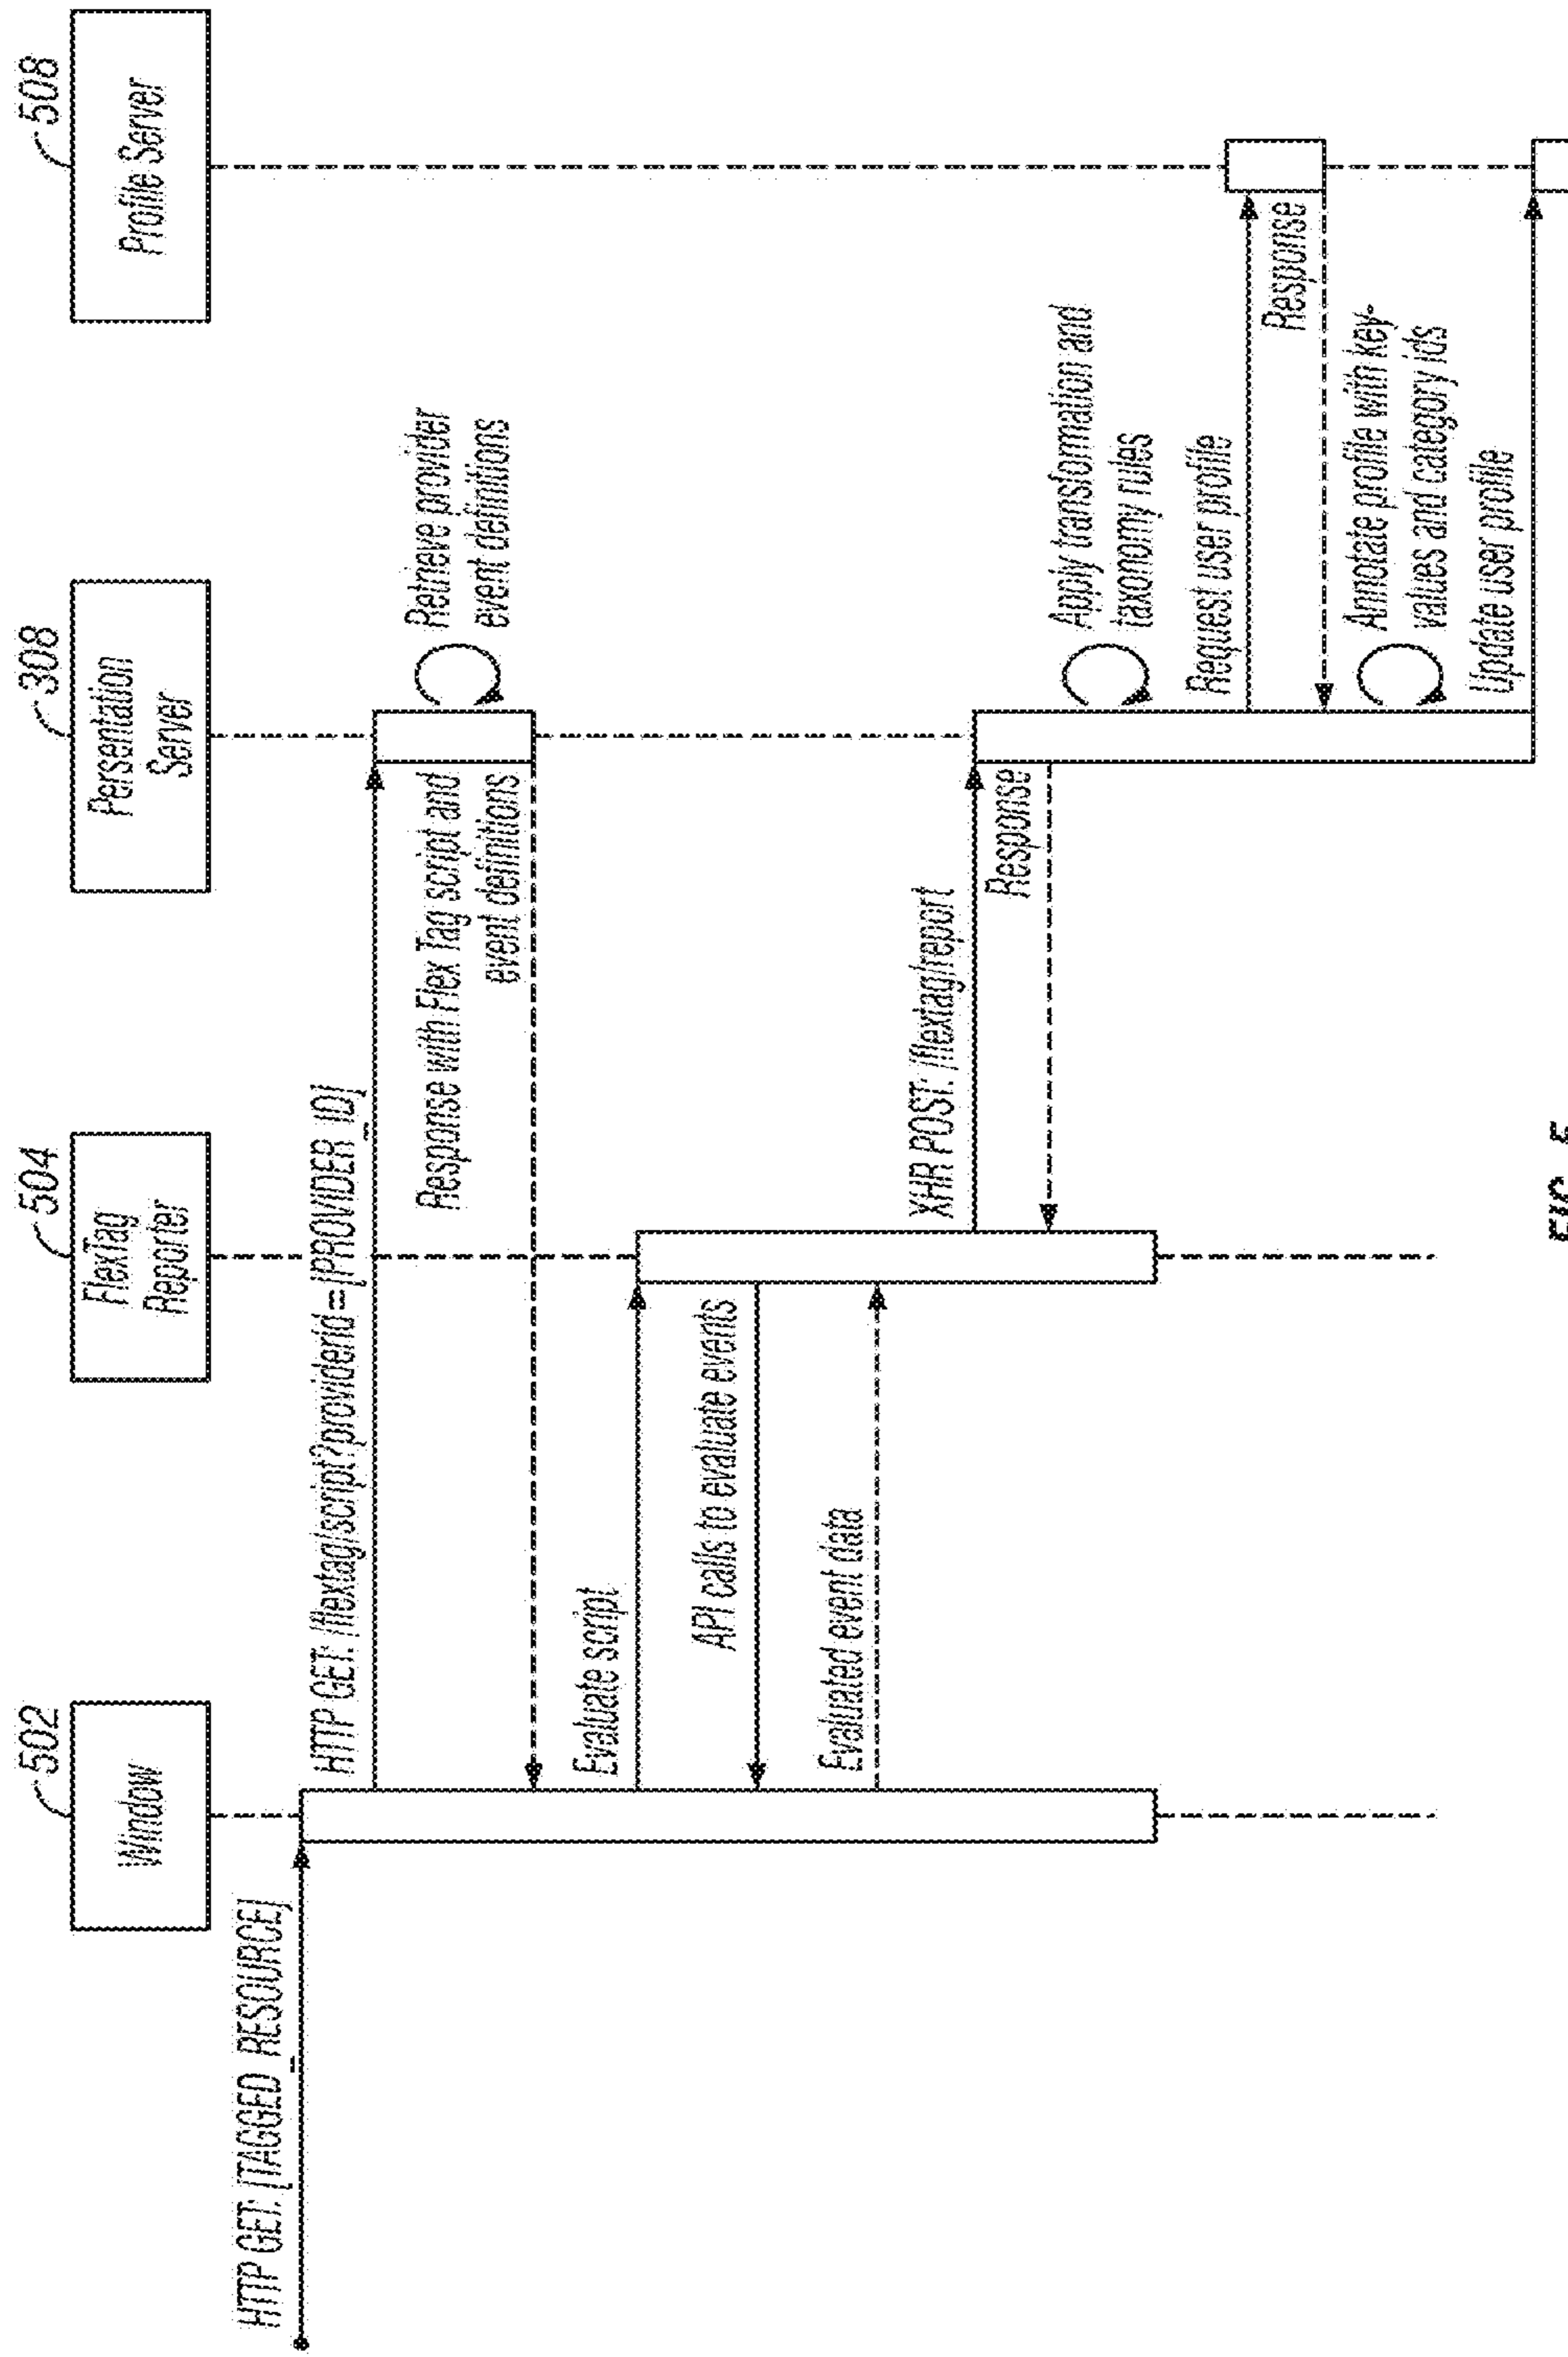 502
Window
504
FlexTag
Reporter
308
Persentation
Server
508
Profile Server
HTTP GET: [TAGGED_RESOURCE]
HTTP GET: /flextag/script?providerid=[PROVIDER_ID]
Retrieve provider
event definitions
Response with Flex Tag script and
event definitions
Evaluate script
API calls to evaluate events
Evaluated event data
XHR POST: /flextag/report
Response
Apply transformation and
taxonomy rules
Request user profile
Response
Annotate profile with key-
values and category ids
Update user profile